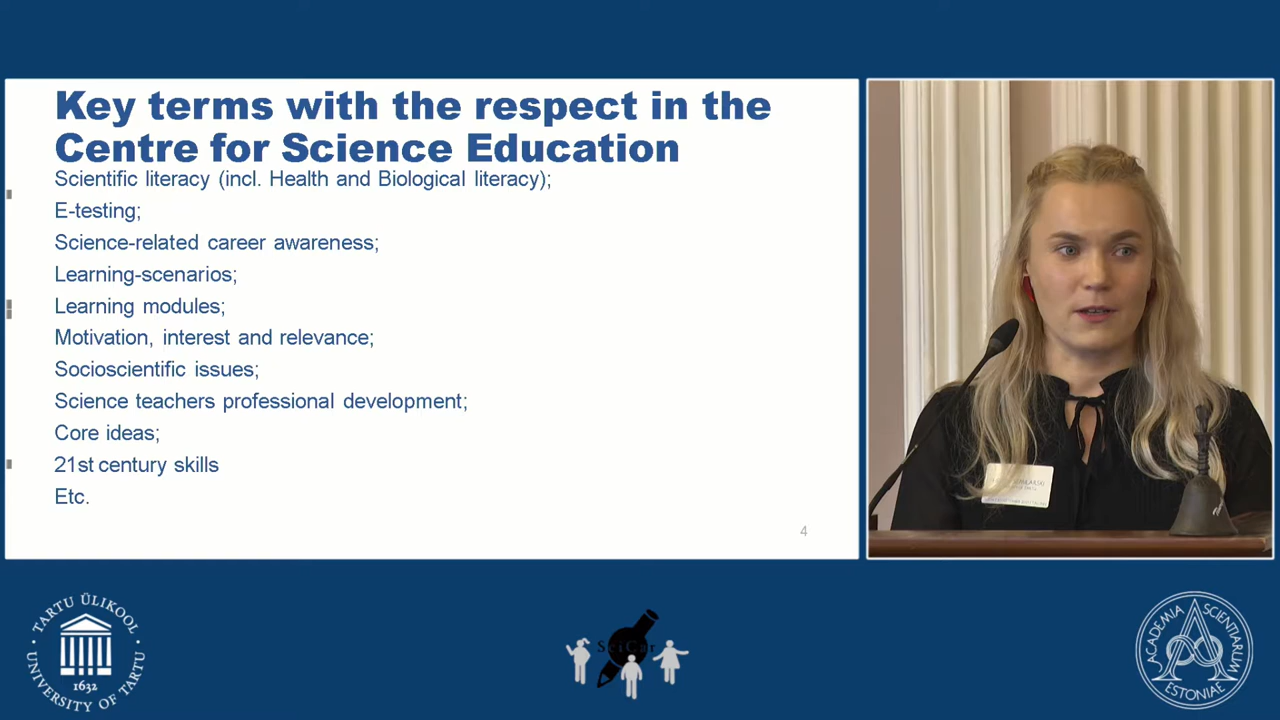 Key terms with the respect in the
Centre for Science Education
Scientific literacy (incl. Health and Biological literacy);
E-testing;
Science-related career awareness;
Learning-scenarios;
Learning modules;
Motivation, interest and relevance;
Socioscientific issues;
Science teachers professional development;
Core ideas;
21st century skills
Etc.
4
TARTU ÜLIKOOL
1632
UNIVERSITY OF TARTU
SciCar
ACADEMIA SCIENTIARUM
ESTONIAE